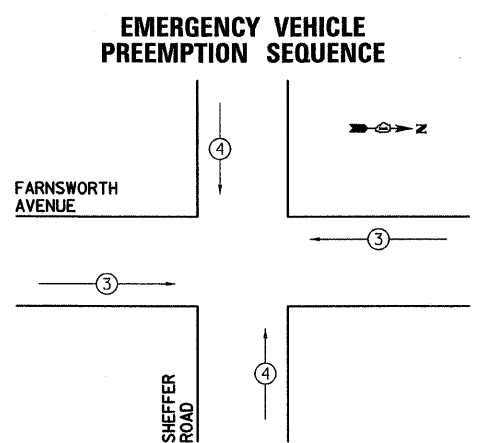 EMERGENCY VEHICLE
PREEMPTION SEQUENCE
N
4
FARNSWORTH
AVENUE
3
3
4
SHEFFER
ROAD